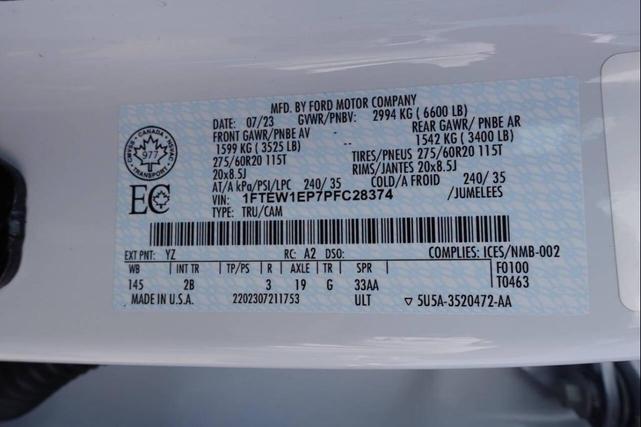 MFD. BY FORD MOTOR COMPANY
DATE: 07/23 GVWR/PNBV: 2994 KG ( 6600 LB)
FRONT GAWR/PNBE AV REAR GAWR/ PNBE AR
1599 KG ( 3525 LB) -- 1542 KG ( 3400 LB)
275/60R20 115T TIRES/PNEUS 275/60R20 115T
20x8.5J RIMS/JANTES 20x8.5J
AT/A kPa/PSI/LPC 240/ 35 COLD/A FROID 240/ 35
VIN: 1FTEW1EP7PFC28374 /JUMELEES
TYPE: TRU/CAM
CANADA
977
TRANSPORT
EC
EXT PNT: YZ RC: A2 DSO: COMPLIES: ICES/NMB-002
WB INT TR TP/PS R AXLE TR SPR F0100
145 2B 3 19 G 33AA T0463
MADE IN U.S.A. 2202307211753 ULT ▽ 5U5A-3520472-AA